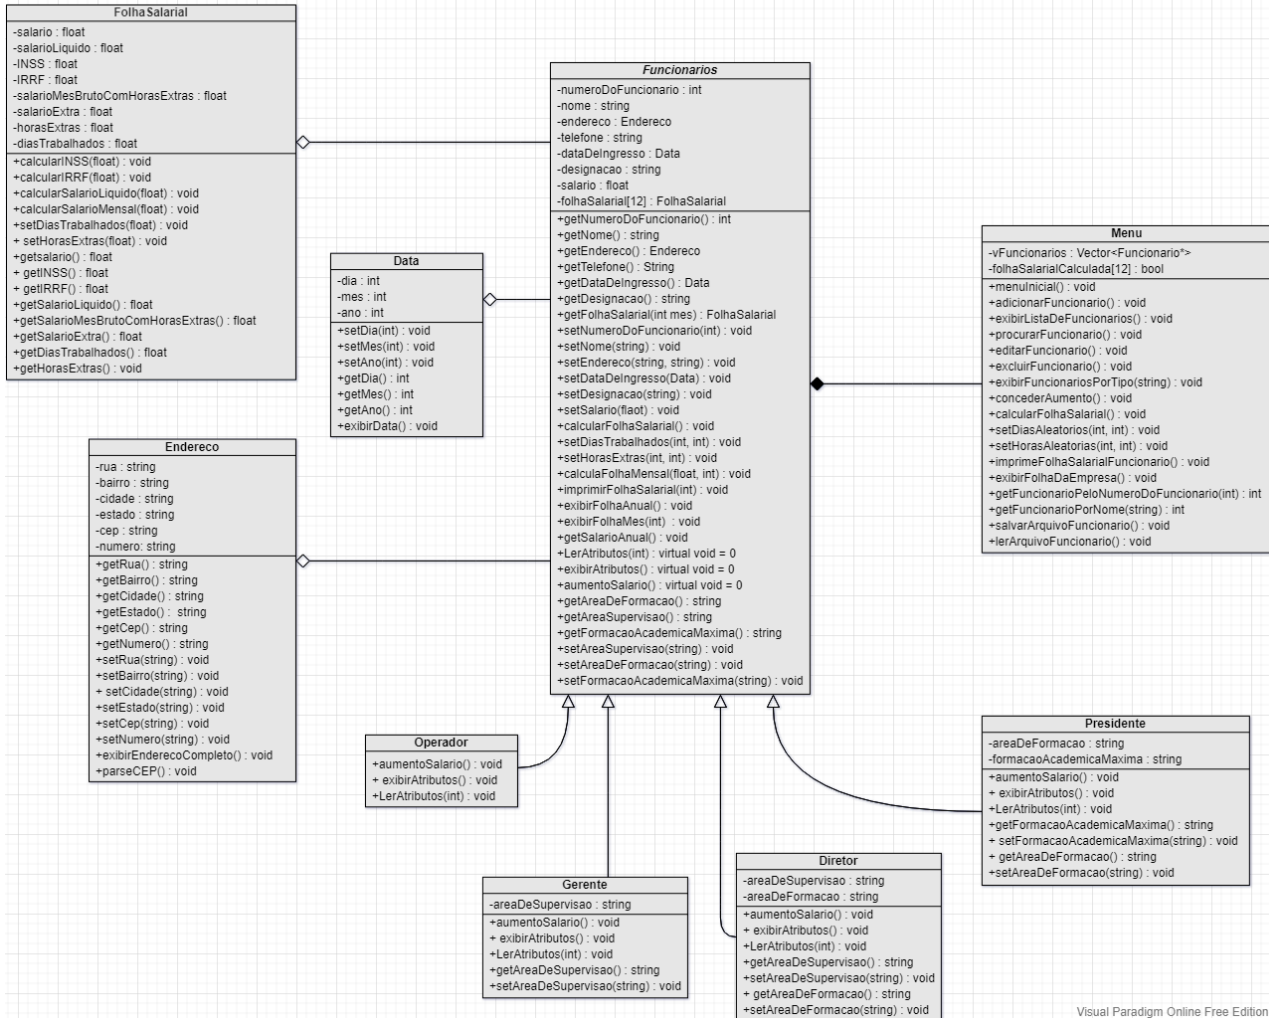 FolhaSalarial
-salario : float
-salarioLiquido : float
-INSS : float
-IRRF : float
-salarioMesBrutoComHorasExtras : float
-salarioExtra : float
-horasExtras : float
-diasTrabalhados : float
+calcularINSS(float) : void
+calcularIRRF(float) : void
+calcularSalarioLiquido(float) : void
+calcularSalarioMensal(float) : void
+setDiasTrabalhados(float) : void
+ setHorasExtras(float) : void
+getsalario() : float
+ getINSS() : float
+ getIRRF() : float
+getSalarioLiquido() : float
+getSalarioMesBrutoComHorasExtras() : float
+getSalarioExtra() : float
+getDiasTrabalhados() : float
+getHorasExtras() : void
Data
-dia : int
-mes : int
-ano : int
+setDia(int) : void
+setMes(int) : void
+setAno(int) : void
+getDia() : int
+getMes() : int
+getAno() : int
+exibirData() : void
Endereco
-rua : string
-bairro : string
-cidade : string
-estado : string
-cep : string
-numero: string
+getRua() : string
+getBairro() : string
+getCidade() : string
+getEstado() :  string
+getCep() : string
+getNumero() : string
+setRua(string) : void
+setBairro(string) : void
+ setCidade(string) : void
+setEstado(string) : void
+setCep(string) : void
+setNumero(string) : void
+exibirEnderecoCompleto() : void
+parseCEP() : void
Funcionarios
-numeroDoFuncionario : int
-nome : string
-endereco : Endereco
-telefone : string
-dataDeIngresso : Data
-designacao : string
-salario : float
-folhaSalarial[12] : FolhaSalarial
+getNumeroDoFuncionario() : int
+getNome() : string
+getEndereco() : Endereco
+getTelefone() : String
+getDataDeIngresso() : Data
+getDesignacao() : string
+getFolhaSalarial(int mes) : FolhaSalarial
+setNumeroDoFuncionario(int) : void
+setNome(string) : void
+setEndereco(string, string) : void
+setDataDeIngresso(Data) : void
+setDesignacao(string) : void
+setSalario(flaot) : void
+calcularFolhaSalarial() : void
+setDiasTrabalhados(int, int) : void
+setHorasExtras(int, int) : void
+calculaFolhaMensal(float, int) : void
+imprimirFolhaSalarial(int) : void
+exibirFolhaAnual() : void
+exibirFolhaMes(int)  : void
+getSalarioAnual() : void
+LerAtributos(int) : virtual void = 0
+exibirAtributos() : virtual void = 0
+aumentoSalario() : virtual void = 0
+getAreaDeFormacao() : string
+getAreaSupervisao() : string
+getFormacaoAcademicaMaxima() : string
+setAreaSupervisao(string) : void
+setAreaDeFormacao(string) : void
+setFormacaoAcademicaMaxima(string) : void
Menu
-vFuncionarios : Vector<Funcionario*>
-folhaSalarialCalculada[12] : bool
+menuInicial() : void
+adicionarFuncionario() : void
+exibirListaDeFuncionarios() : void
+procurarFuncionario() : void
+editarFuncionario() : void
+excluirFuncionario() : void
+exibirFuncionariosPorTipo(string) : void
+concederAumento() : void
+calcularFolhaSalarial() : void
+setDiasAleatorios(int, int) : void
+setHorasAleatorias(int, int) : void
+imprimeFolhaSalarialFuncionario() : void
+exibirFolhaDaEmpresa() : void
+getFuncionarioPeloNumeroDoFuncionario(int) : int
+getFuncionarioPorNome(string) : int
+salvarArquivoFuncionario() : void
+lerArquivoFuncionario() : void
Operador
+aumentoSalario() : void
+ exibirAtributos() : void
+LerAtributos(int) : void
Gerente
-areaDeSupervisao : string
+aumentoSalario() : void
+ exibirAtributos() : void
+LerAtributos(int) : void
+getAreaDeSupervisao() : string
+setAreaDeSupervisao(string) : void
Diretor
-areaDeSupervisao : string
-areaDeFormacao : string
+aumentoSalario() : void
+ exibirAtributos() : void
+LerAtributos(int) : void
+getAreaDeSupervisao() : string
+setAreaDeSupervisao(string) : void
+ getAreaDeFormacao() : string
+setAreaDeFormacao(string) : void
Presidente
-areaDeFormacao : string
-formacaoAcademicaMaxima : string
+aumentoSalario() : void
+ exibirAtributos() : void
+LerAtributos(int) : void
+getFormacaoAcademicaMaxima() : string
+ setFormacaoAcademicaMaxima(string) : void
+ getAreaDeFormacao() : string
+setAreaDeFormacao(string) : void
Visual Paradigm Online Free Edition